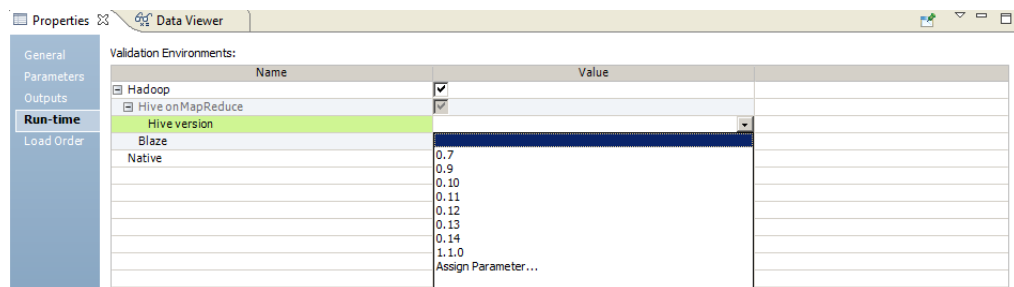 Properties Data Viewer
General
Parameters
Outputs
Run-time
Load Order
Validation Environments:
Name Value
Hadoop
Hive on MapReduce
Hive version
Blaze
Native
0.7
0.9
0.10
0.11
0.12
0.13
0.14
1.1.0
Assign Parameter...